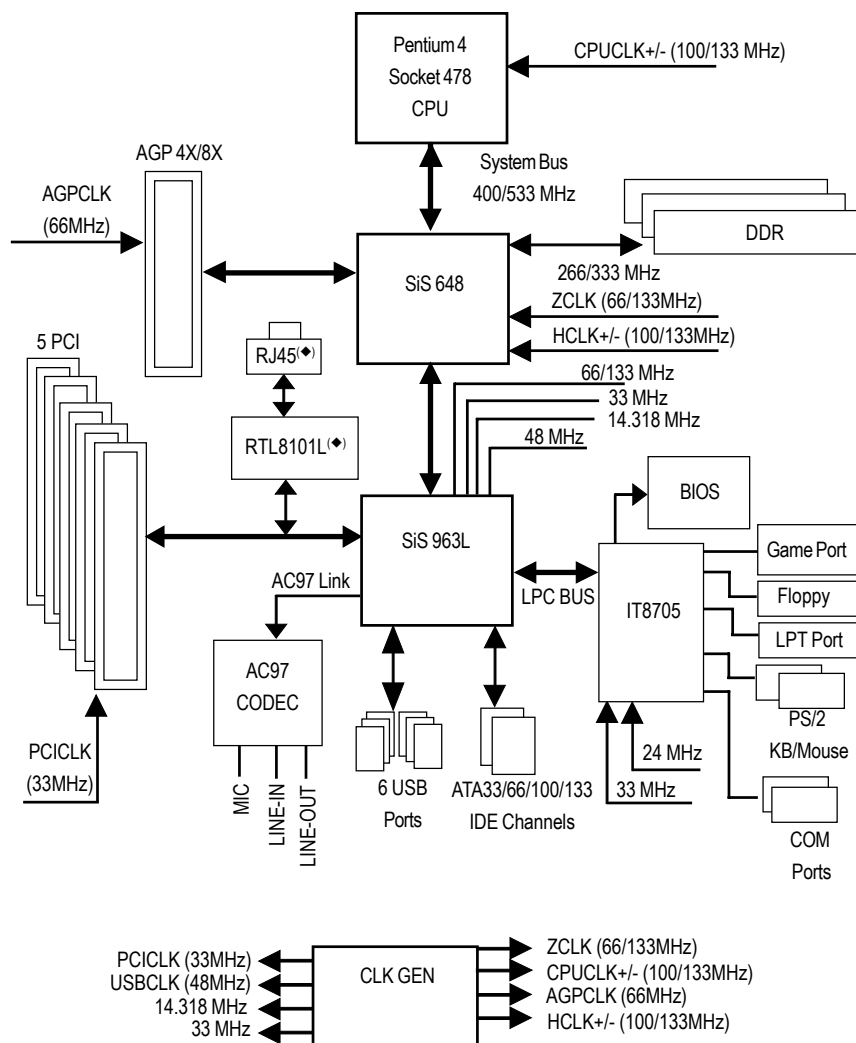 Pentium 4
Socket 478
CPU
CPUCLK+/- (100/133 MHz)
AGP 4X/8X
System Bus
400/533 MHz
AGPCLK
(66MHz)
DDR
SiS 648
266/333 MHz
ZCLK (66/133MHz)
HCLK+/- (100/133MHz)
5 PCI
RJ45(◆)
66/133 MHz
33 MHz
14.318 MHz
48 MHz
RTL8101L(◆)
BIOS
SiS 963L
Game Port
AC97 Link
LPC BUS
IT8705
Floppy
LPT Port
AC97
CODEC
PS/2
KB/Mouse
PCICLK
(33MHz)
24 MHz
33 MHz
MIC
LINE-IN
LINE-OUT
6 USB
Ports
ATA33/66/100/133
IDE Channels
COM
Ports
PCICLK (33MHz)
USBCLK (48MHz)
14.318 MHz
33 MHz
CLK GEN
ZCLK (66/133MHz)
CPUCLK+/- (100/133MHz)
AGPCLK (66MHz)
HCLK+/- (100/133MHz)